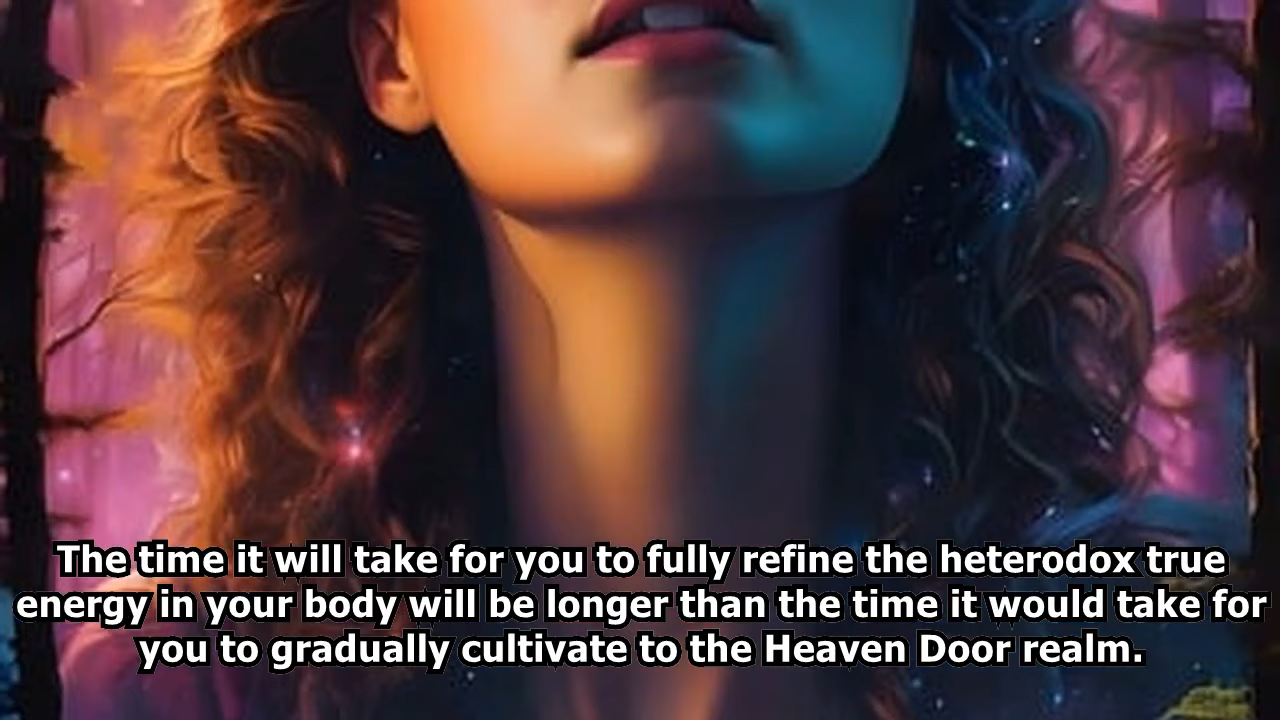 The time it will take for you to fully refine the heterodox true
energy in your body will be longer than the time it would take for
you to gradually cultivate to the Heaven Door realm.